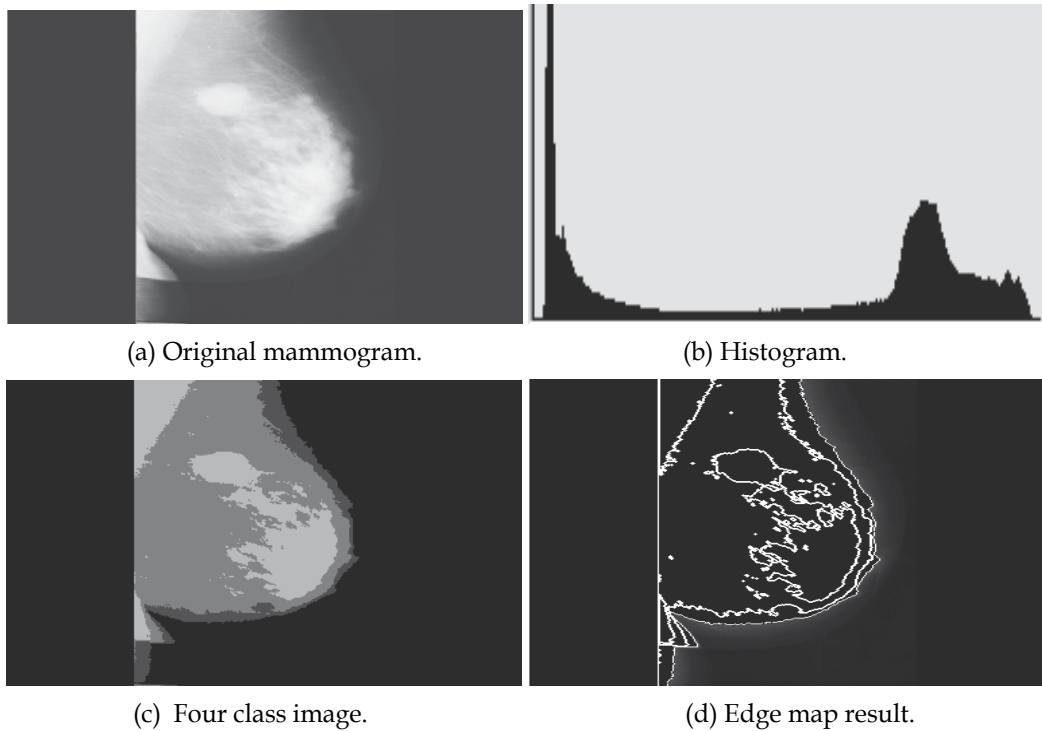 (a) Original mammogram.
(b) Histogram.
(c) Four class image.
(d) Edge map result.